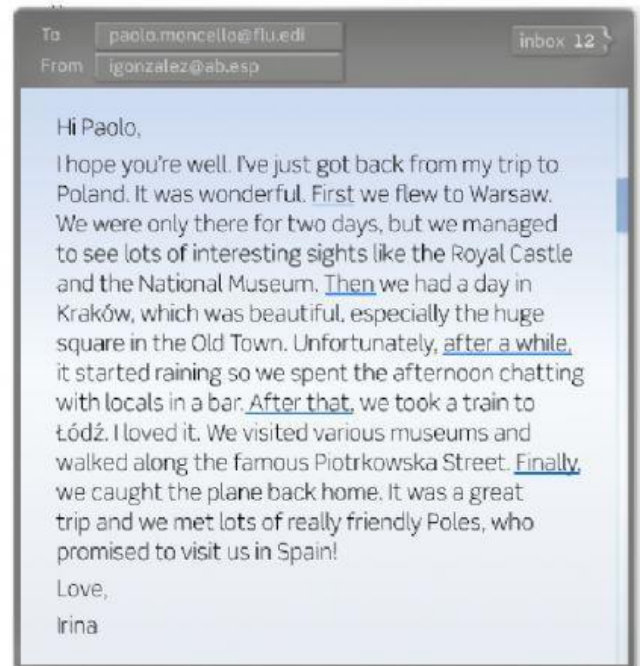 To paolo.moncello@flu.edi
inbox 12
From igonzalez@ab.esp
Hi Paolo,
I hope you're well. I've just got back from my trip to
Poland. It was wonderful. First we flew to Warsaw.
We were only there for two days, but we managed
to see lots of interesting sights like the Royal Castle
and the National Museum. Then we had a day in
Kraków, which was beautiful, especially the huge
square in the Old Town. Unfortunately, after a while,
it started raining so we spent the afternoon chatting
with locals in a bar. After that, we took a train to
Łódź. I loved it. We visited various museums and
walked along the famous Piotrkowska Street. Finally,
we caught the plane back home. It was a great
trip and we met lots of really friendly Poles, who
promised to visit us in Spain!
Love,
Irina